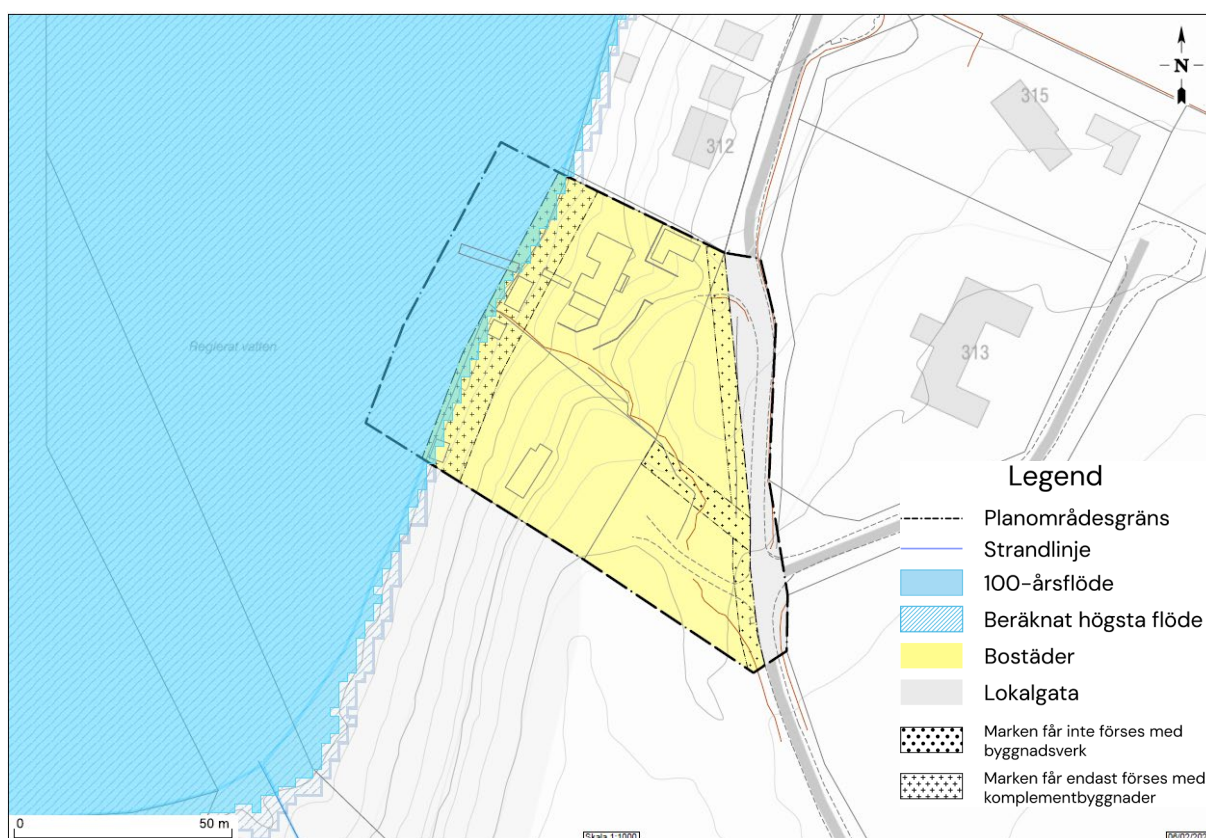 N
315
312
313
Reglerat vatten
Legend
Planområdesgräns
Strandlinje
100-årsflöde
Beräknat högsta flöde
Bostäder
Lokalgata
Marken får inte förses med
byggnadsverk
Marken får endast förses med
komplementbyggnader
0 50 m
Skala 1:1000